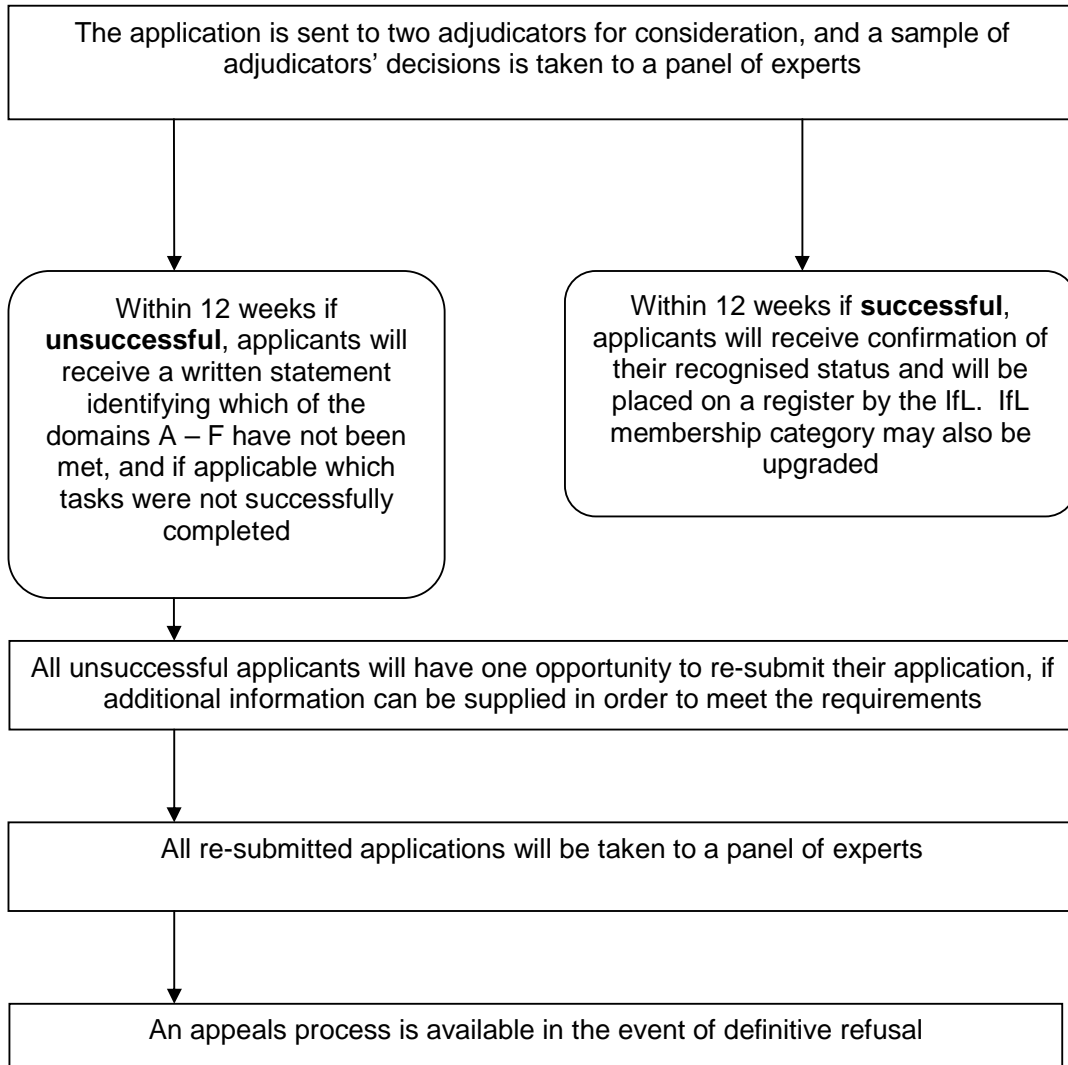 The application is sent to two adjudicators for consideration, and a sample of
adjudicators’ decisions is taken to a panel of experts
Within 12 weeks if
unsuccessful, applicants will
receive a written statement
identifying which of the
domains A – F have not been
met, and if applicable which
tasks were not successfully
completed
Within 12 weeks if successful,
applicants will receive confirmation of
their recognised status and will be
placed on a register by the IfL.  IfL
membership category may also be
upgraded
All unsuccessful applicants will have one opportunity to re-submit their application, if
additional information can be supplied in order to meet the requirements
All re-submitted applications will be taken to a panel of experts
An appeals process is available in the event of definitive refusal